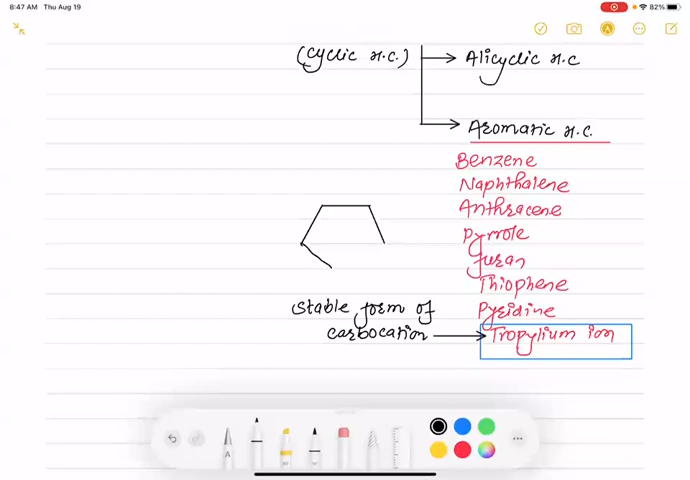 8:47 AM Thu Aug 19
82%
(Cyclic H.C.) Alicyclic H.C
Aromatic H.C.
Benzene
Naphthalene
Anthracene
Pyrrole
furan
Thiophene
Pyridine
Stable form of
carbocation Tropylium ion
A